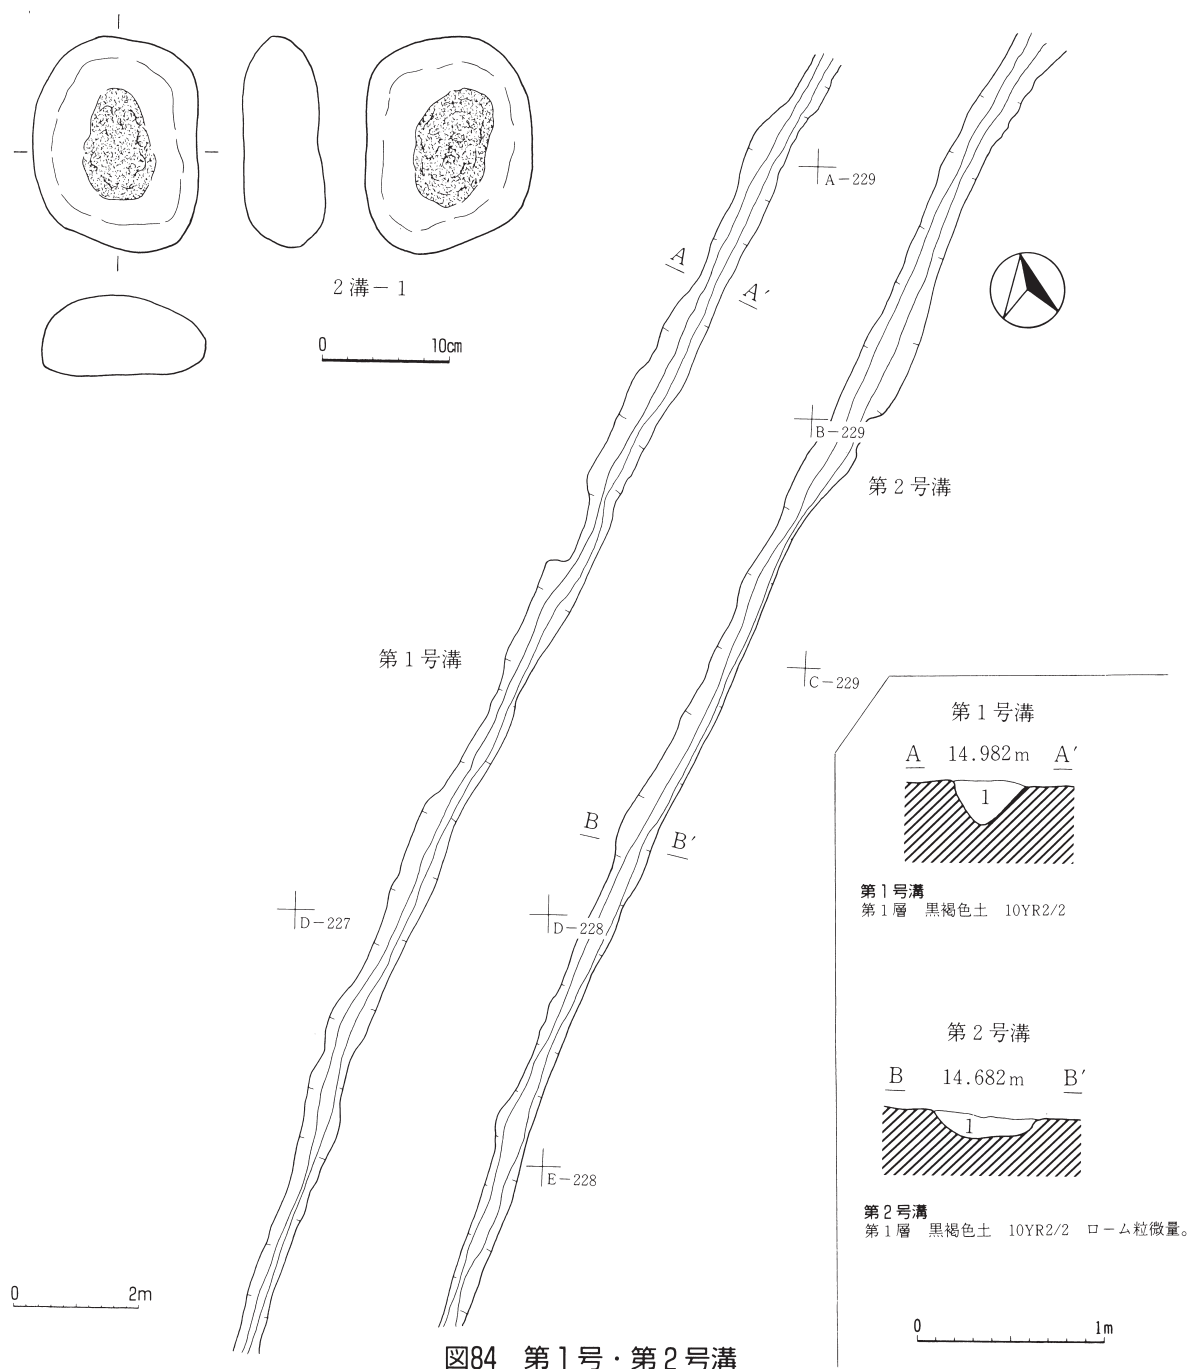 2溝－1
0 10cm
A－229
A
A′
B－229
第2号溝
第1号溝
C－229
B
B′
D－227
D－228
E－228
0 2m
第1号溝
A 14.982m A′
1
第1号溝
第1層 黒褐色土 10YR2/2
第2号溝
B 14.682m B′
1
第2号溝
第1層 黒褐色土 10YR2/2 ローム粒微量。
0 1m
図84 第1号・第2号溝